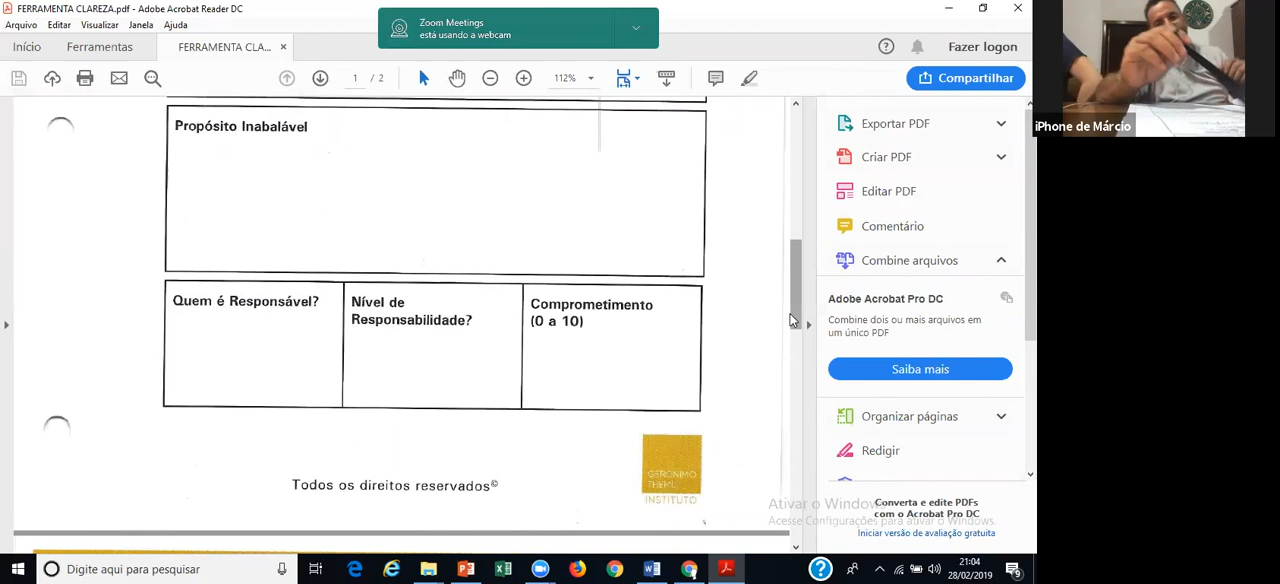 FERRAMENTA CLAREZA.pdf - Adobe Acrobat Reader DC
Arquivo Editar Visualizar Janela Ajuda
Zoom Meetings
está usando a webcam
Início Ferramentas FERRAMENTA CLA... ×
Fazer logon
1 / 2
112%
Compartilhar
iPhone de Márcio
Propósito Inabalável
Quem é Responsável?
Nível de
Responsabilidade?
Comprometimento
(0 a 10)
Todos os direitos reservados©
GERONIMO
THEML
INSTITUTO
Exportar PDF
Criar PDF
Editar PDF
Comentário
Combine arquivos
Adobe Acrobat Pro DC
Combine dois ou mais arquivos em
um único PDF
Saiba mais
Organizar páginas
Redigir
Ativar o Windows
Acesse Configurações para ativar o Windows.
Converta e edite PDFs
com o Acrobat Pro DC
Iniciar versão de avaliação gratuita
Digite aqui para pesquisar
21:04
28/02/2019
9